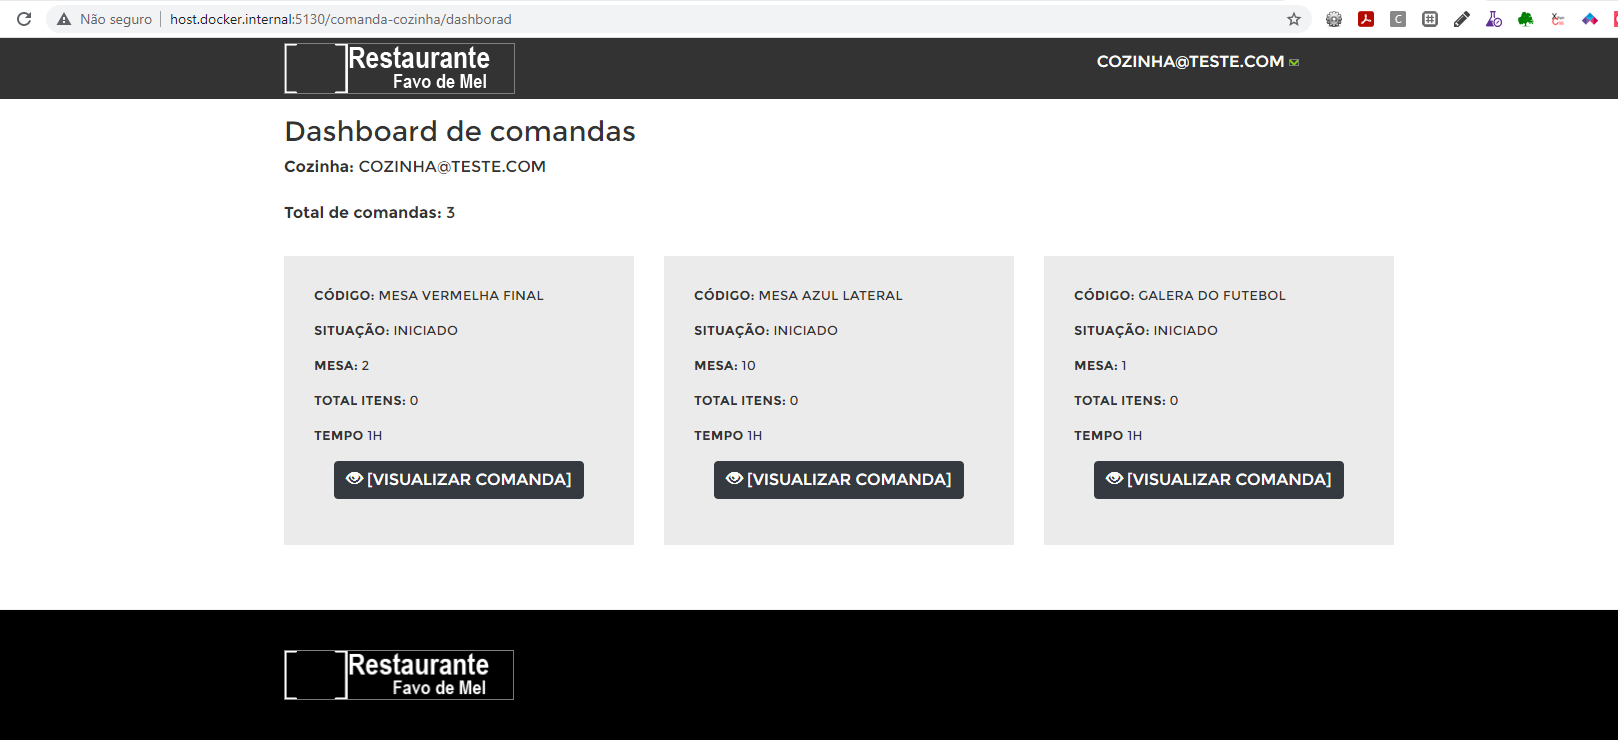 Não seguro host.docker.internal:5130/comanda-cozinha/dashborad
Restaurante
Favo de Mel
COZINHA@TESTE.COM
Dashboard de comandas
Cozinha: COZINHA@TESTE.COM
Total de comandas: 3
CÓDIGO: MESA VERMELHA FINAL
SITUAÇÃO: INICIADO
MESA: 2
TOTAL ITENS: 0
TEMPO 1H
[VISUALIZAR COMANDA]
CÓDIGO: MESA AZUL LATERAL
SITUAÇÃO: INICIADO
MESA: 10
TOTAL ITENS: 0
TEMPO 1H
[VISUALIZAR COMANDA]
CÓDIGO: GALERA DO FUTEBOL
SITUAÇÃO: INICIADO
MESA: 1
TOTAL ITENS: 0
TEMPO 1H
[VISUALIZAR COMANDA]
Restaurante
Favo de Mel